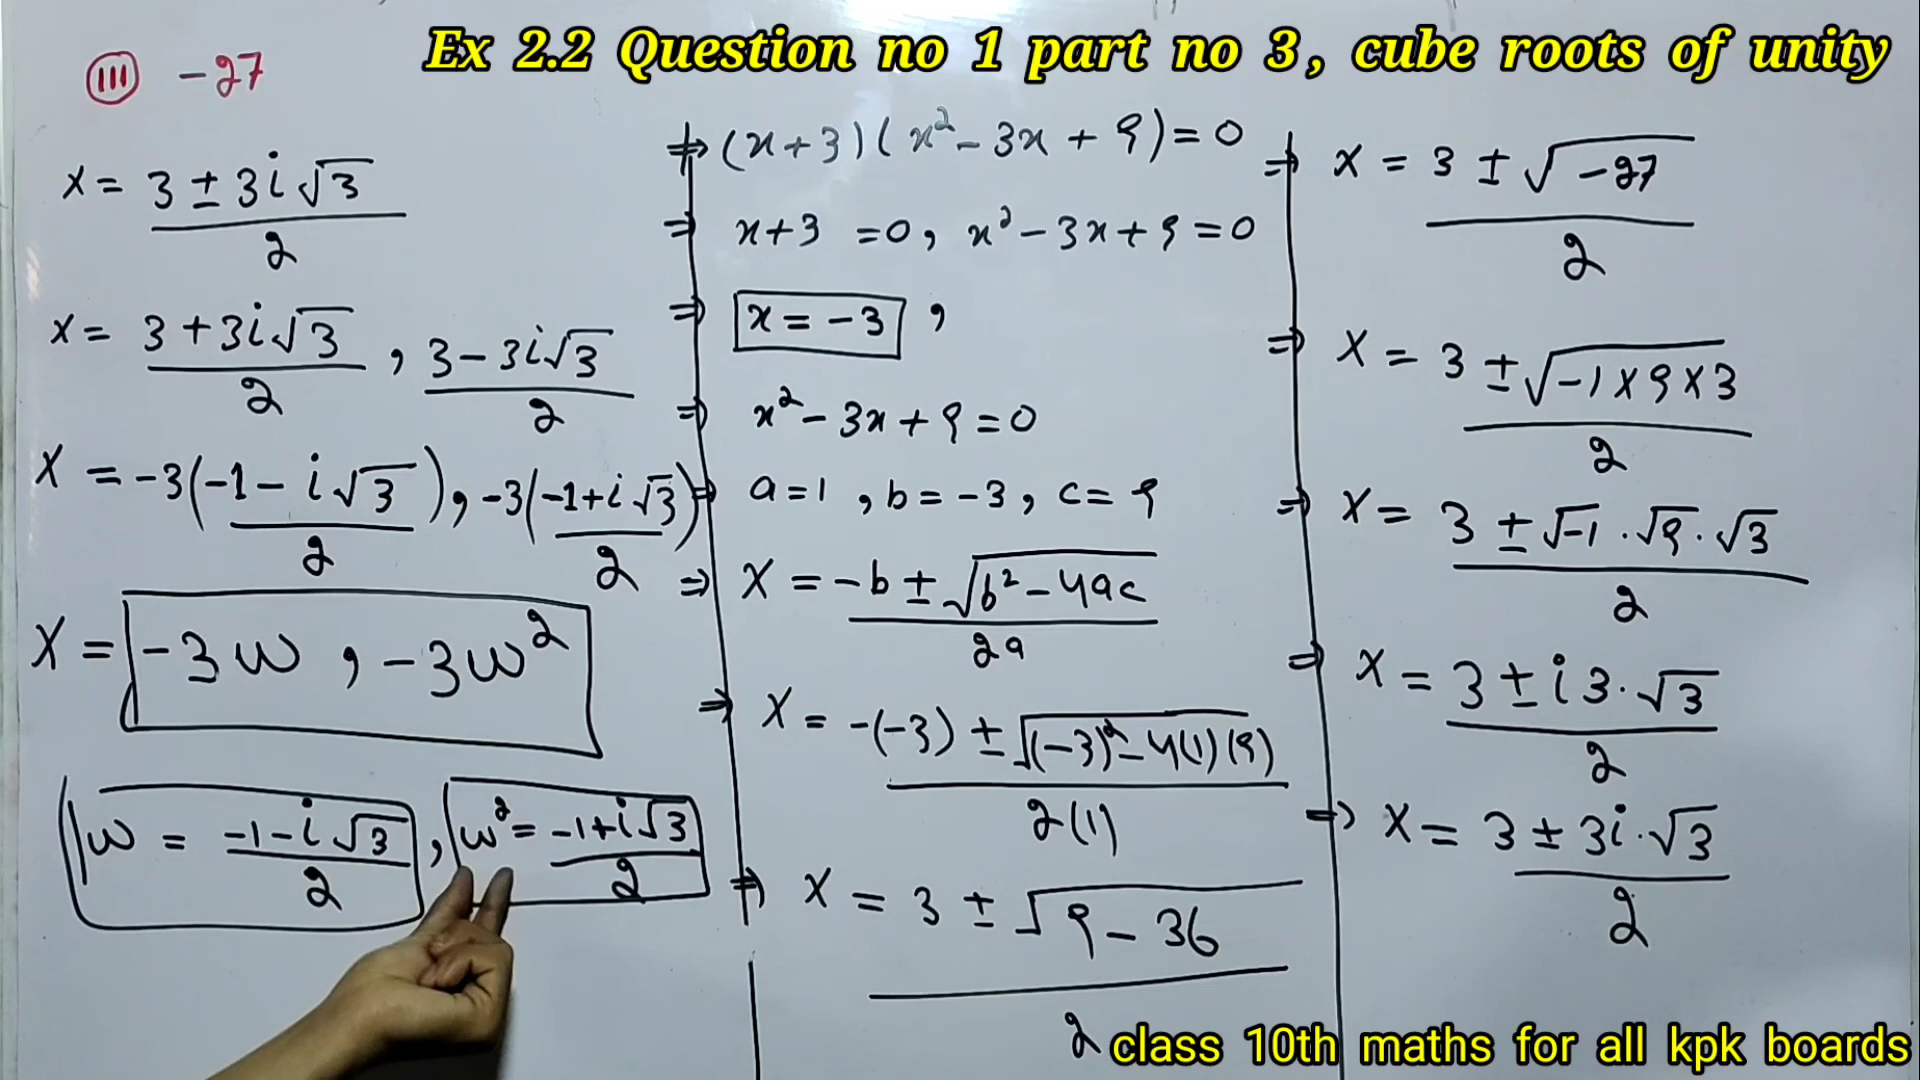 Ex 2.2 Question no 1 part no 3, cube roots of unity
(iii) -27
x = 3 ± 3i√3 / 2
x = 3 + 3i√3 / 2 , 3 - 3i√3 / 2
x = -3(-1 - i√3 / 2), -3(-1 + i√3 / 2)
x = -3w , -3w²
w = -1 - i√3 / 2 , w² = -1 + i√3 / 2
⇒ (x+3)(x² - 3x + 9) = 0
⇒ x+3 = 0, x² - 3x + 9 = 0
⇒ x = -3 ,
⇒ x² - 3x + 9 = 0
⇒ a = 1 , b = -3 , c = 9
⇒ x = -b ± √b² - 4ac / 2a
⇒ x = -(-3) ± √(-3)² - 4(1)(9) / 2(1)
⇒ x = 3 ± √9 - 36 / 2
⇒ x = 3 ± √-27 / 2
⇒ x = 3 ± √-1 × 9 × 3 / 2
⇒ x = 3 ± √-1 . √9 . √3 / 2
⇒ x = 3 ± i 3 . √3 / 2
⇒ x = 3 ± 3i . √3 / 2
class 10th maths for all kpk boards